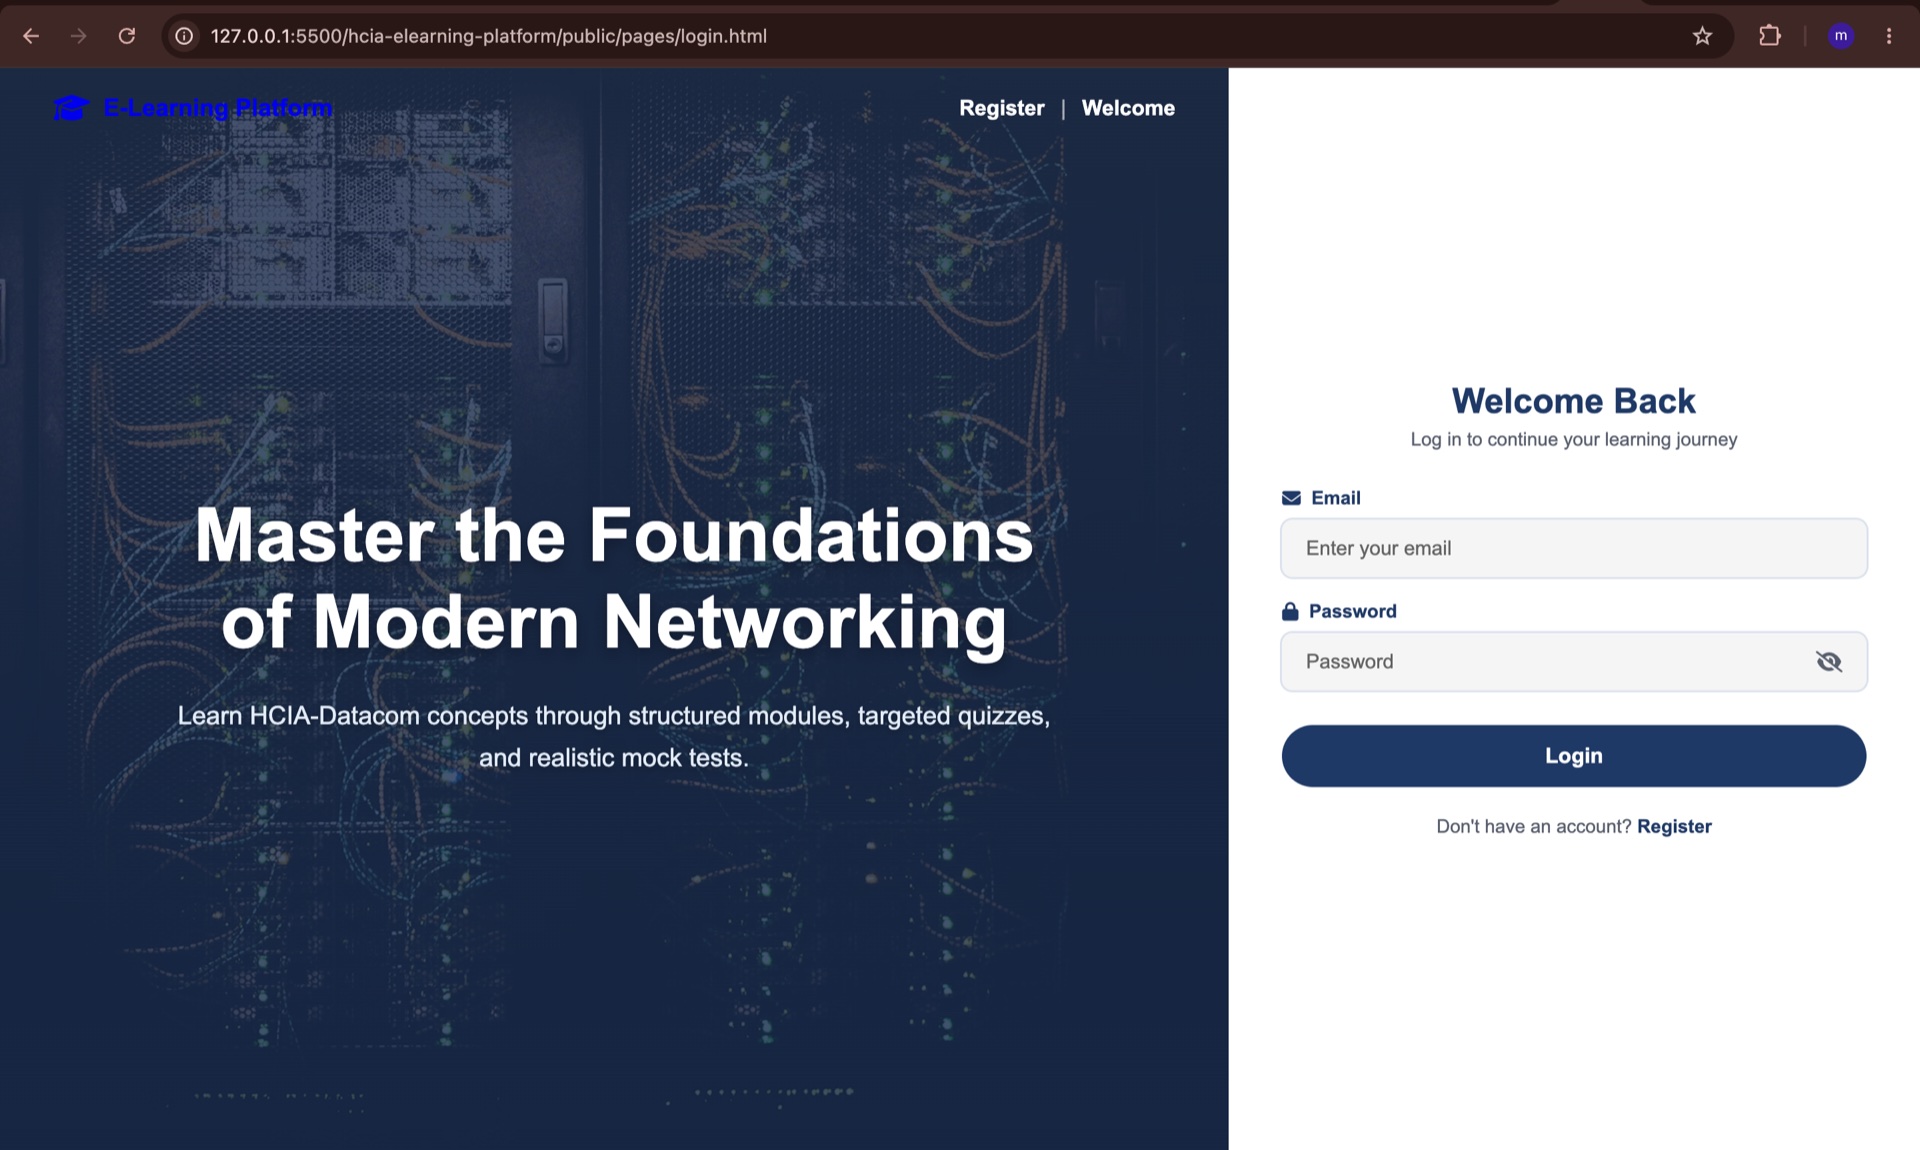 127.0.0.1:5500/hcia-elearning-platform/public/pages/login.html
m
E-Learning Platform
Register | Welcome
Master the Foundations
of Modern Networking
Learn HCIA-Datacom concepts through structured modules, targeted quizzes,
and realistic mock tests.
Welcome Back
Log in to continue your learning journey
Email
Enter your email
Password
Password
Login
Don't have an account? Register